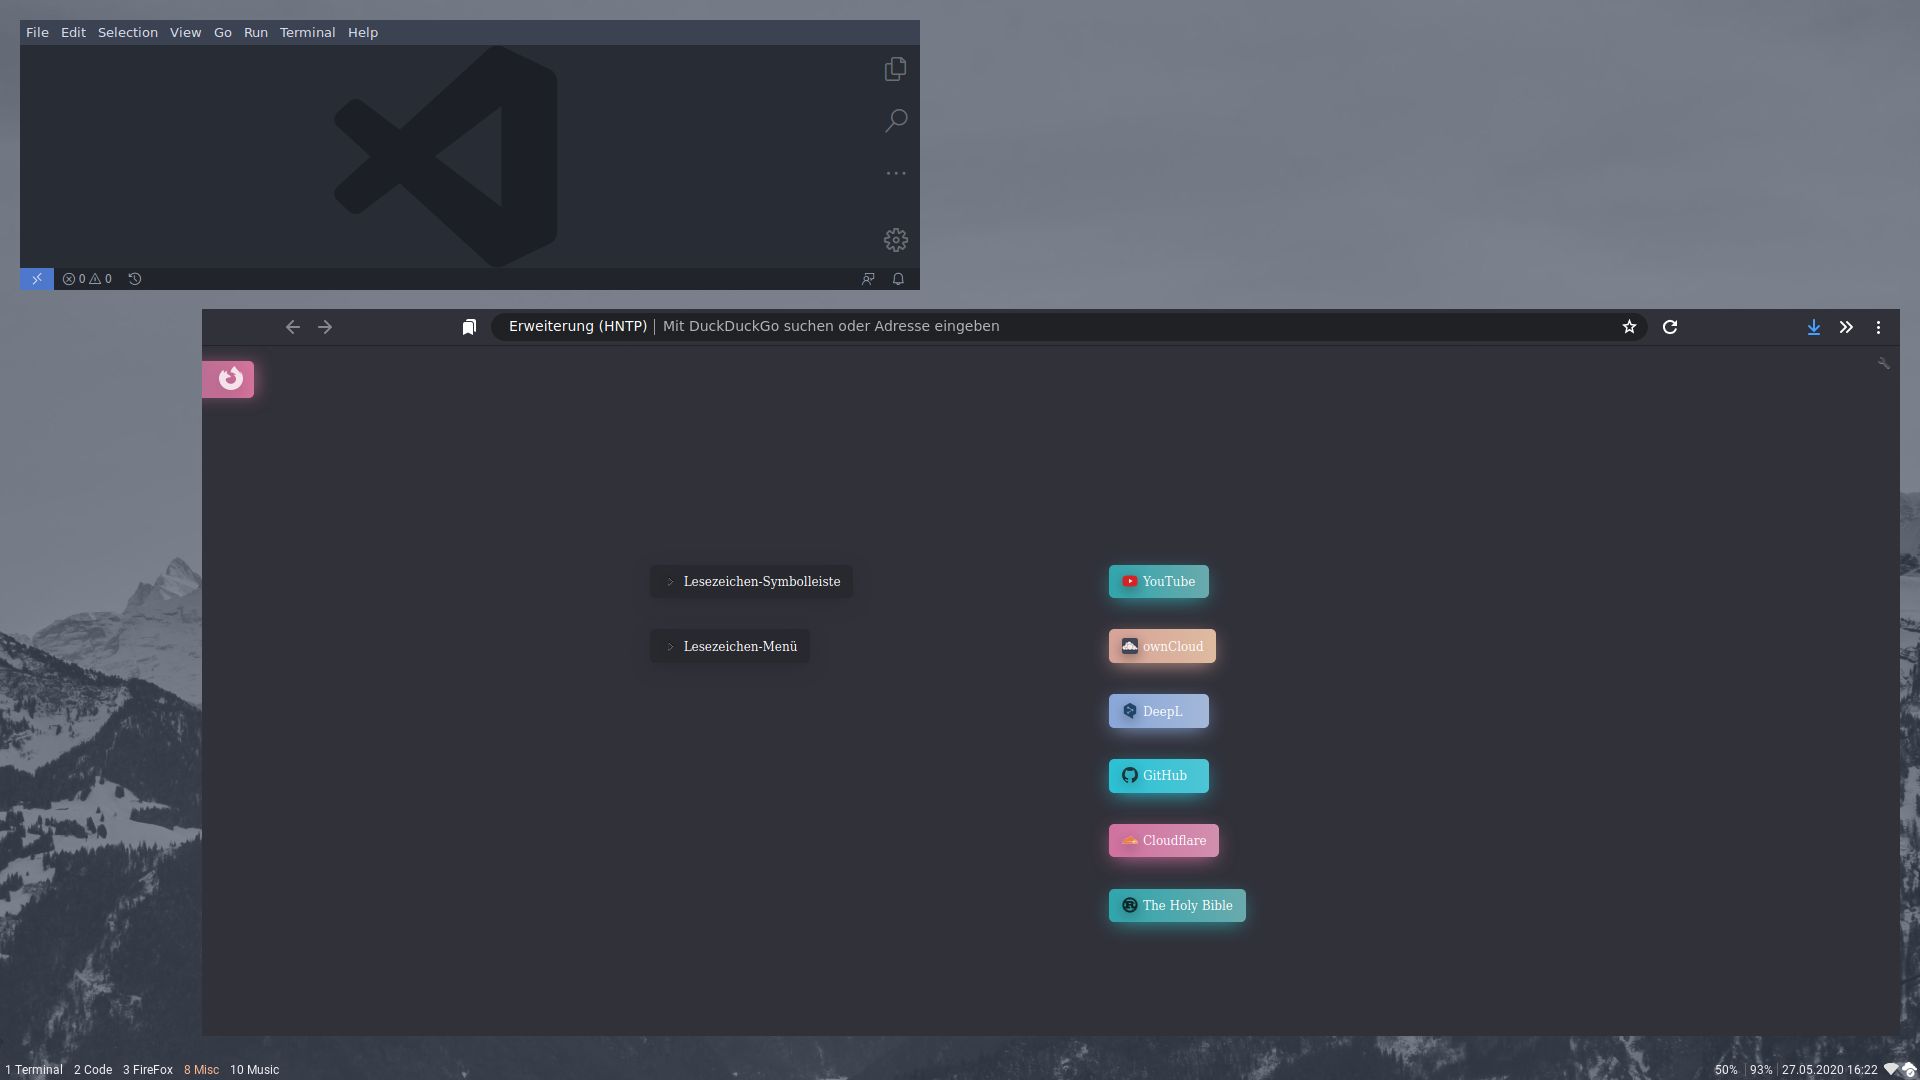 File Edit Selection View Go Run Terminal Help
0 0
Erweiterung (HNTP) Mit DuckDuckGo suchen oder Adresse eingeben
Lesezeichen-Symbolleiste
Lesezeichen-Menü
YouTube
ownCloud
DeepL
GitHub
Cloudflare
The Holy Bible
1 Terminal 2 Code 3 FireFox 8 Misc 10 Music
50% 93% 27.05.2020 16:22